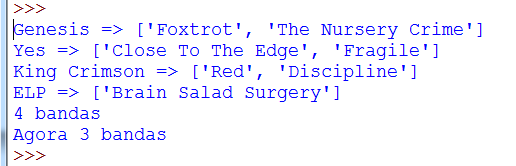 >>>
Genesis => ['Foxtrot', 'The Nursery Crime']
Yes => ['Close To The Edge', 'Fragile']
King Crimson => ['Red', 'Discipline']
ELP => ['Brain Salad Surgery']
4 bandas
Agora 3 bandas
>>>